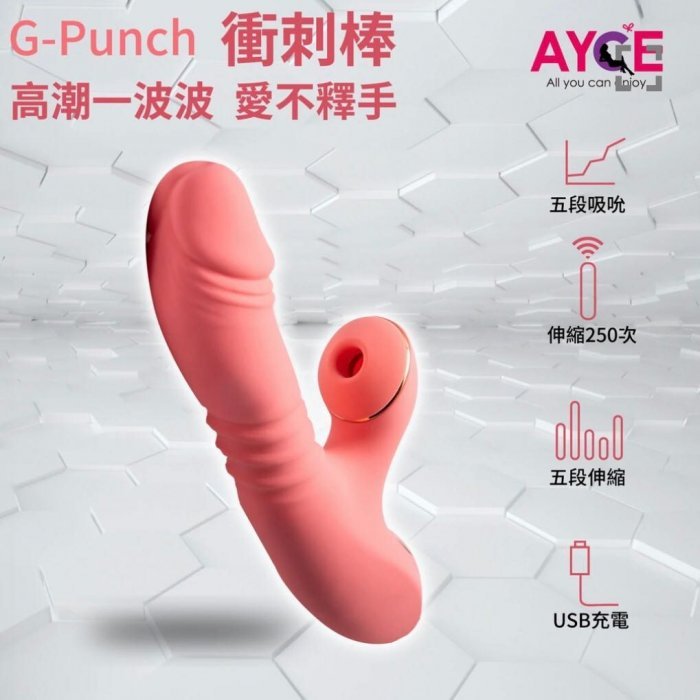 G-Punch 衝刺棒
高潮一波波 愛不釋手
AYCE
All you can enjoy
五段吸吮
伸縮250次
五段伸縮
USB充電